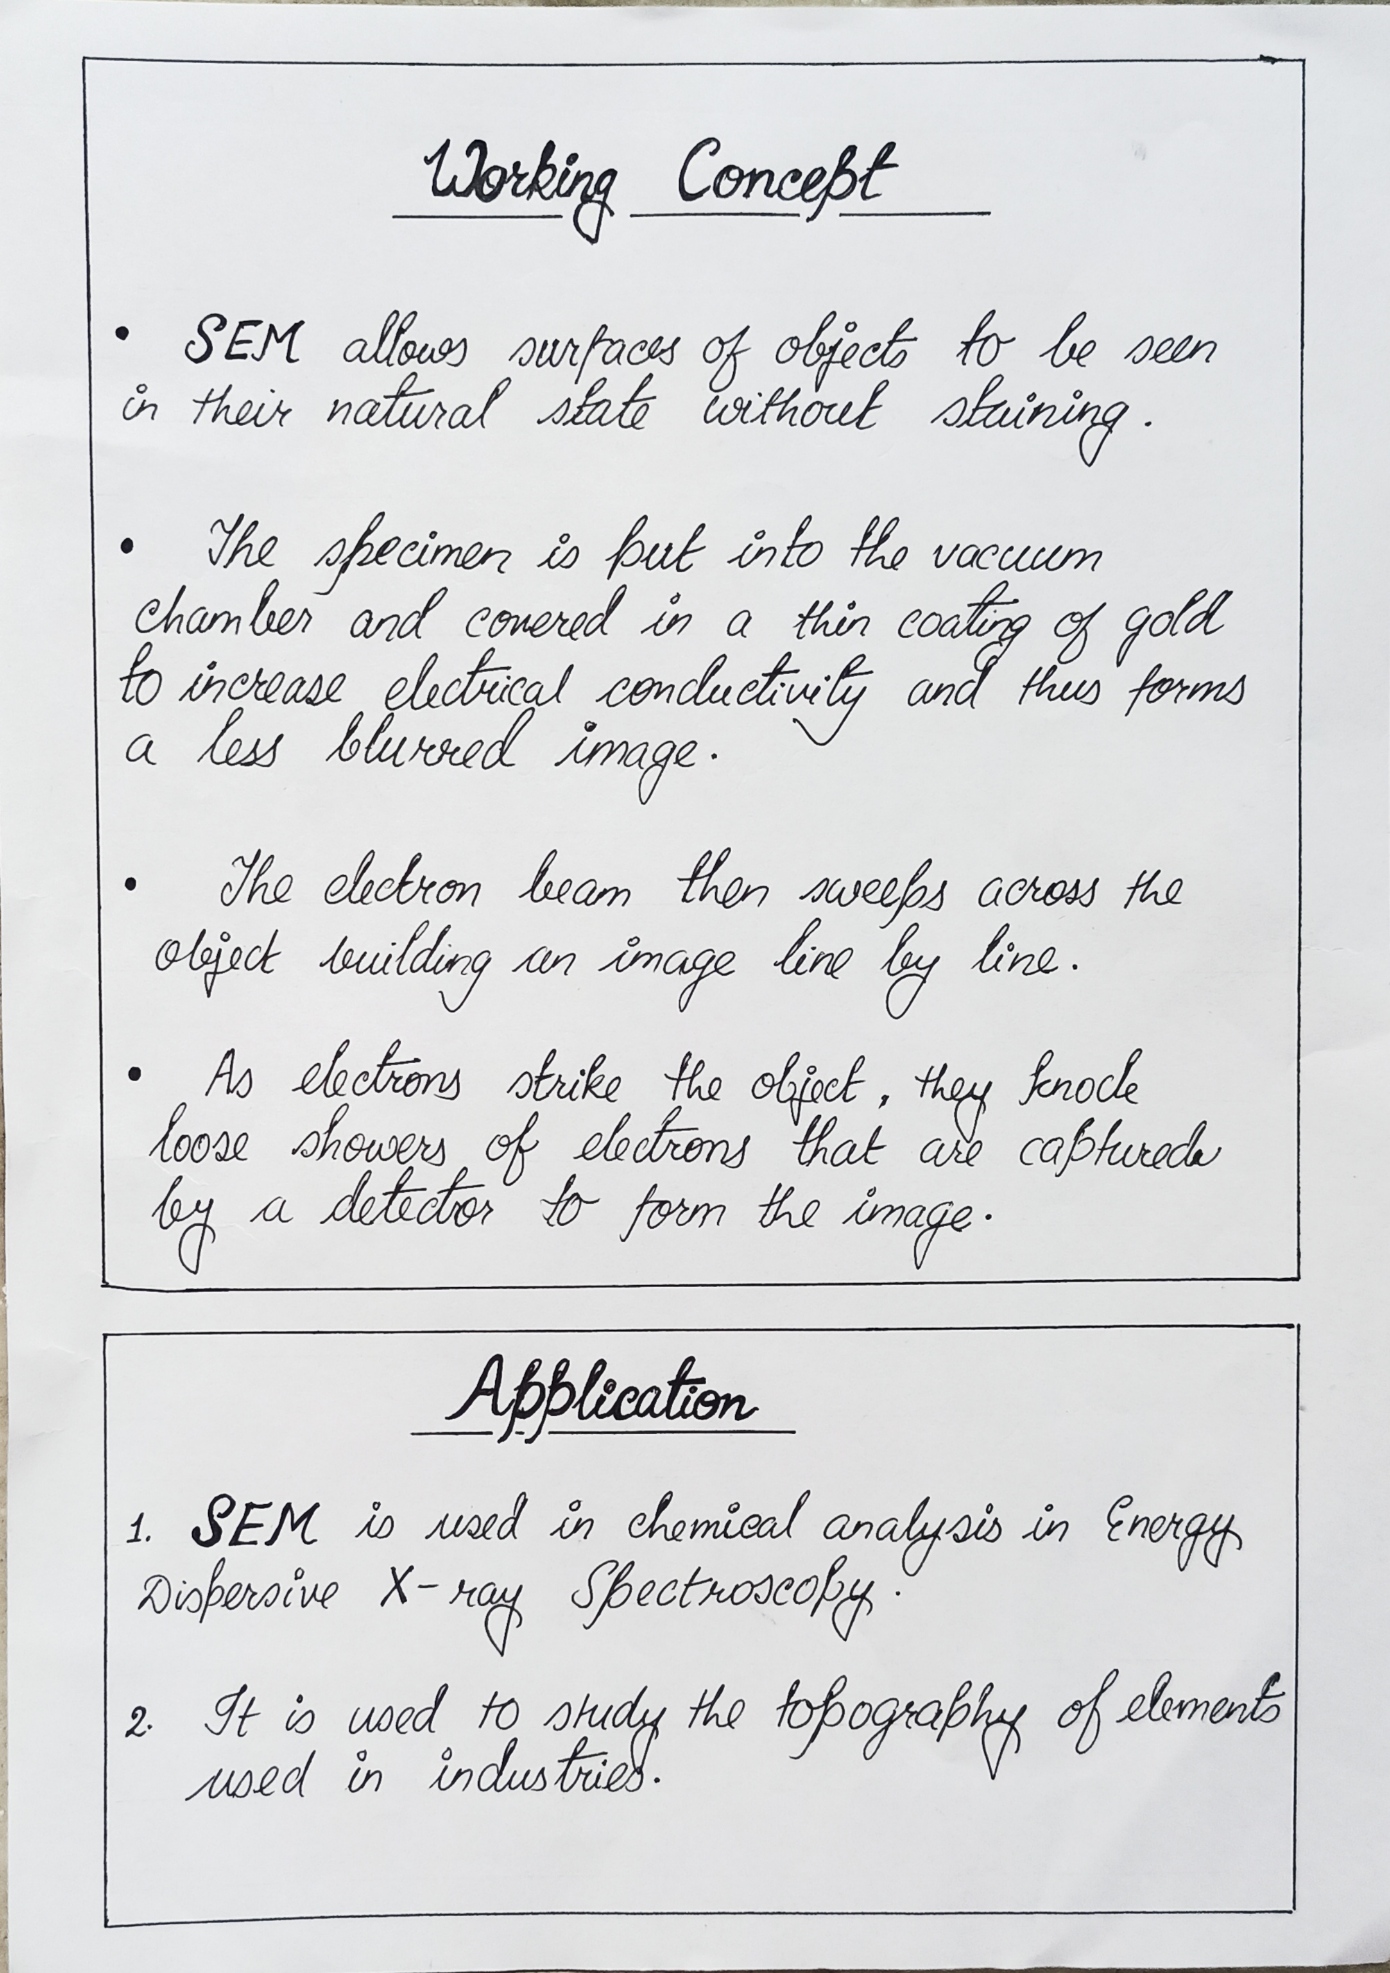 Working Concept
• SEM allows surfaces of objects to be seen
in their natural state without staining.
• The specimen is put into the vacuum
chamber and covered in a thin coating of gold
to increase electrical conductivity and thus forms
a less blurred image.
• The electron beam then sweeps across the
object building an image line by line.
• As electrons strike the object, they knock
loose showers of electrons that are captured
by a detector to form the image.
Application
1. SEM is used in chemical analysis in Energy
Dispersive X-ray Spectroscopy.
2. It is used to study the topography of elements
used in industries.